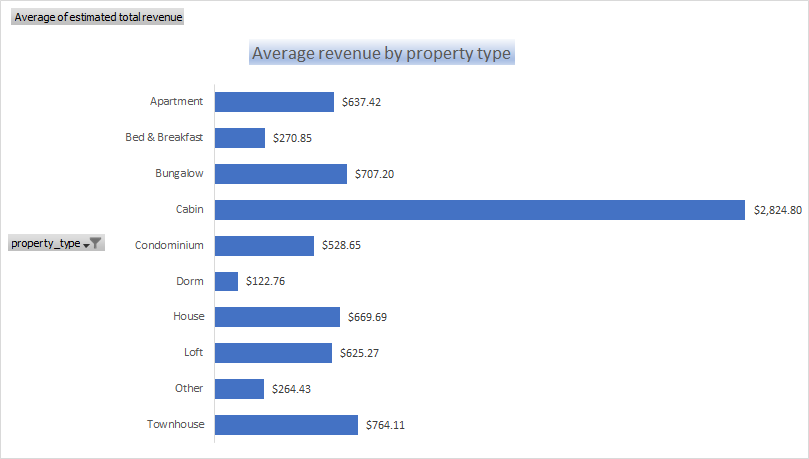 Average of estimated total revenue
Average revenue by property type
Apartment $637.42
Bed & Breakfast $270.85
Bungalow $707.20
Cabin $2,824.80
property_type
Condominium $528.65
Dorm $122.76
House $669.69
Loft $625.27
Other $264.43
Townhouse $764.11